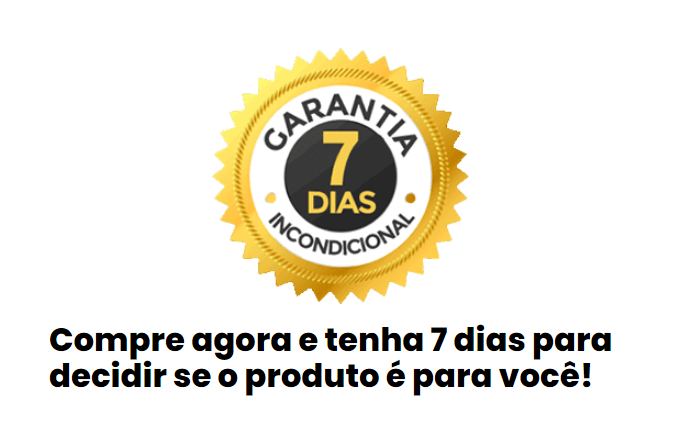 GARANTIA
7
DIAS
INCONDICIONAL
Compre agora e tenha 7 dias para
decidir se o produto é para você!